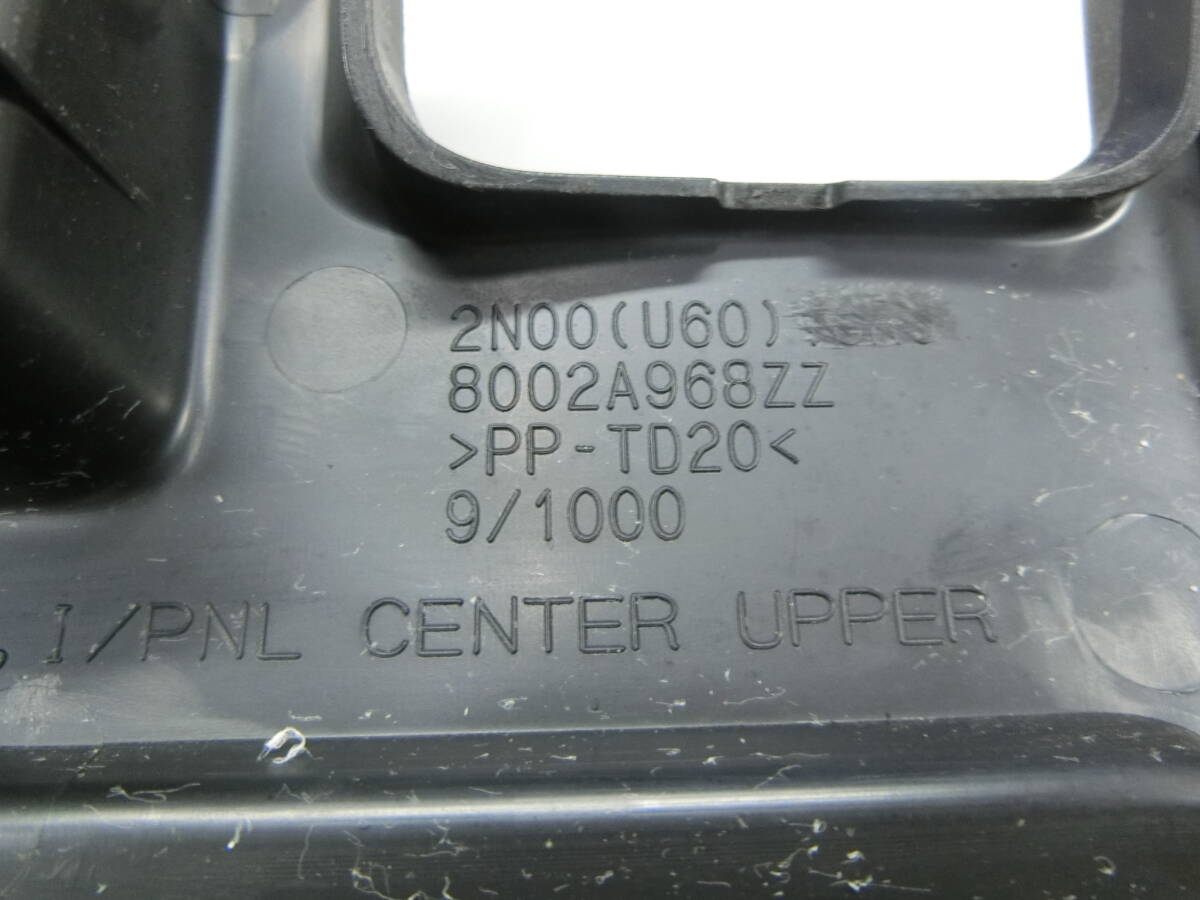 2N00(U60)
8002A968ZZ
>PP-TD20<
9/1000
, I/PNL CENTER UPPER